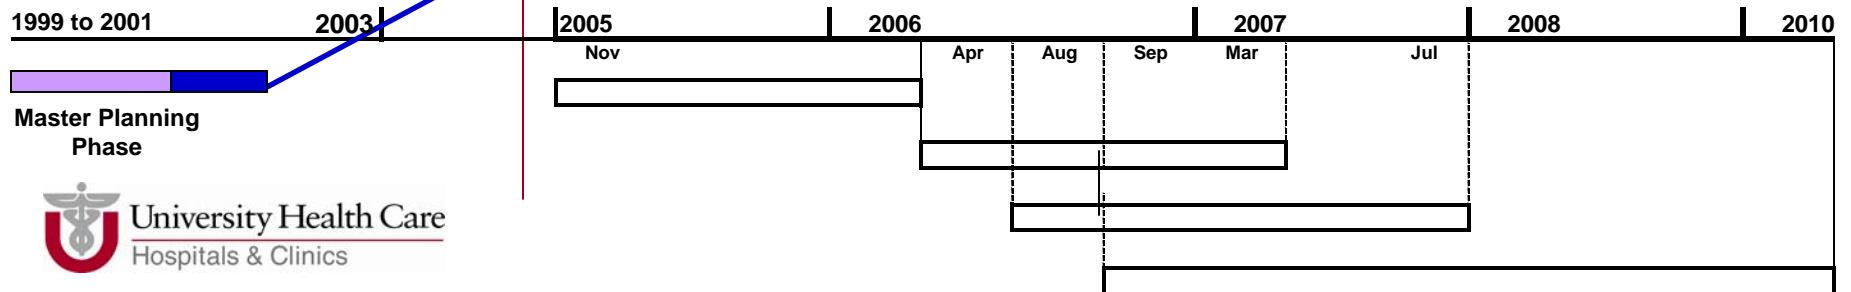 1999 to 2001 2003 2005 2006 2007 2008 2010
Nov Apr Aug Sep Mar Jul
Master Planning
Phase
University Health Care
Hospitals & Clinics